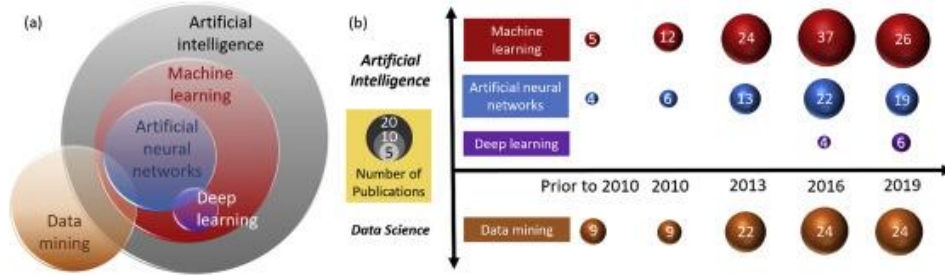 (a)
Artificial
intelligence
Machine
learning
Artificial
neural
networks
Deep
learning
Data
mining
(b)
Artificial
Intelligence
20
10
5
Number of
Publications
Data Science
Machine
learning
5 12 24 37 26
Artificial neural
networks
4 6 13 22 19
Deep learning
4 6
Prior to 2010 2010 2013 2016 2019
Data mining
9 9 22 24 24